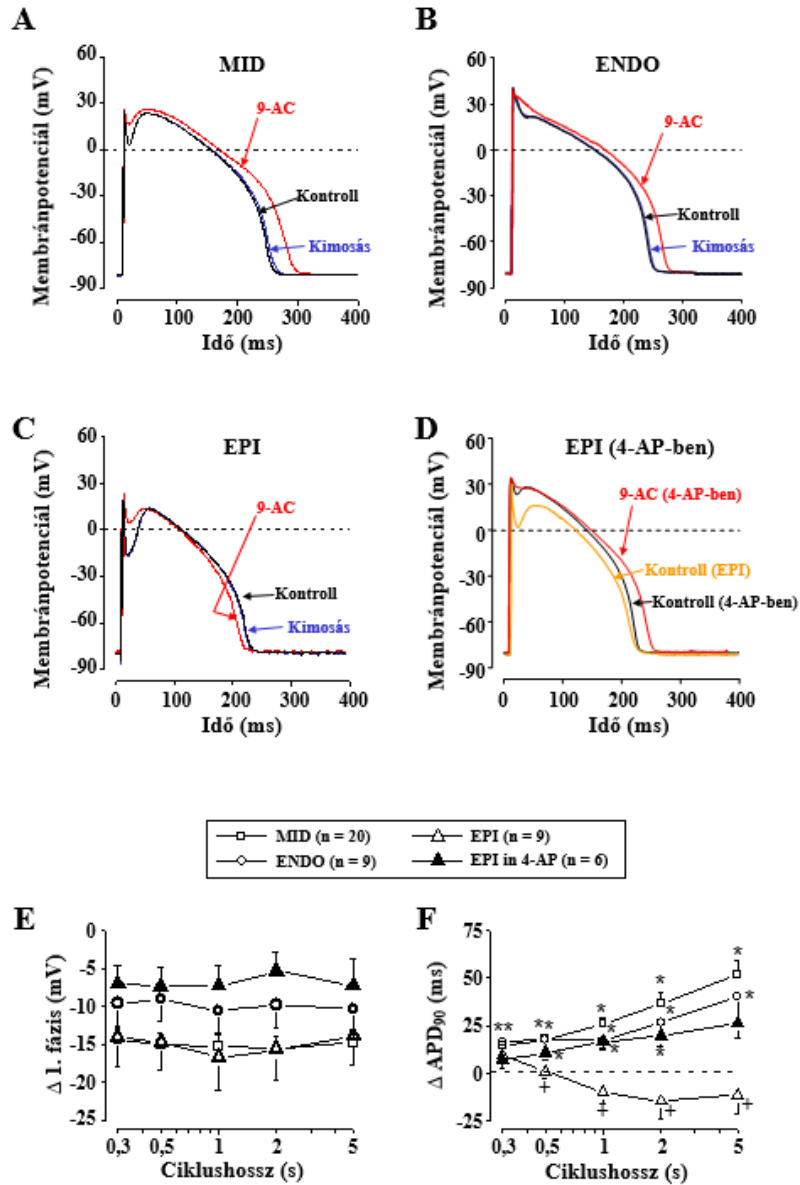 A
MID
Membránpotenciál (mV)
60
30
0
-30
-60
-90
9-AC
Kontroll
Kimosás
0 100 200 300 400
Idő (ms)
B
ENDO
Membránpotenciál (mV)
60
30
0
-30
-60
-90
9-AC
Kontroll
Kimosás
0 100 200 300 400
Idő (ms)
C
EPI
Membránpotenciál (mV)
60
30
0
-30
-60
-90
9-AC
Kontroll
Kimosás
0 100 200 300 400
Idő (ms)
D
EPI (4-AP-ben)
Membránpotenciál (mV)
60
30
0
-30
-60
-90
9-AC (4-AP-ben)
Kontroll (EPI)
Kontroll (4-AP-ben)
0 100 200 300 400
Idő (ms)
MID (n = 20)
EPI (n = 9)
ENDO (n = 9)
EPI in 4-AP (n = 6)
E
Δ 1. fázis (mV)
0
-5
-10
-15
-20
-25
0,3 0,5 1 2 5
Ciklushossz (s)
F
Δ APD90 (ms)
75
50
25
0
-25
0,3 0,5 1 2 5
Ciklushossz (s)